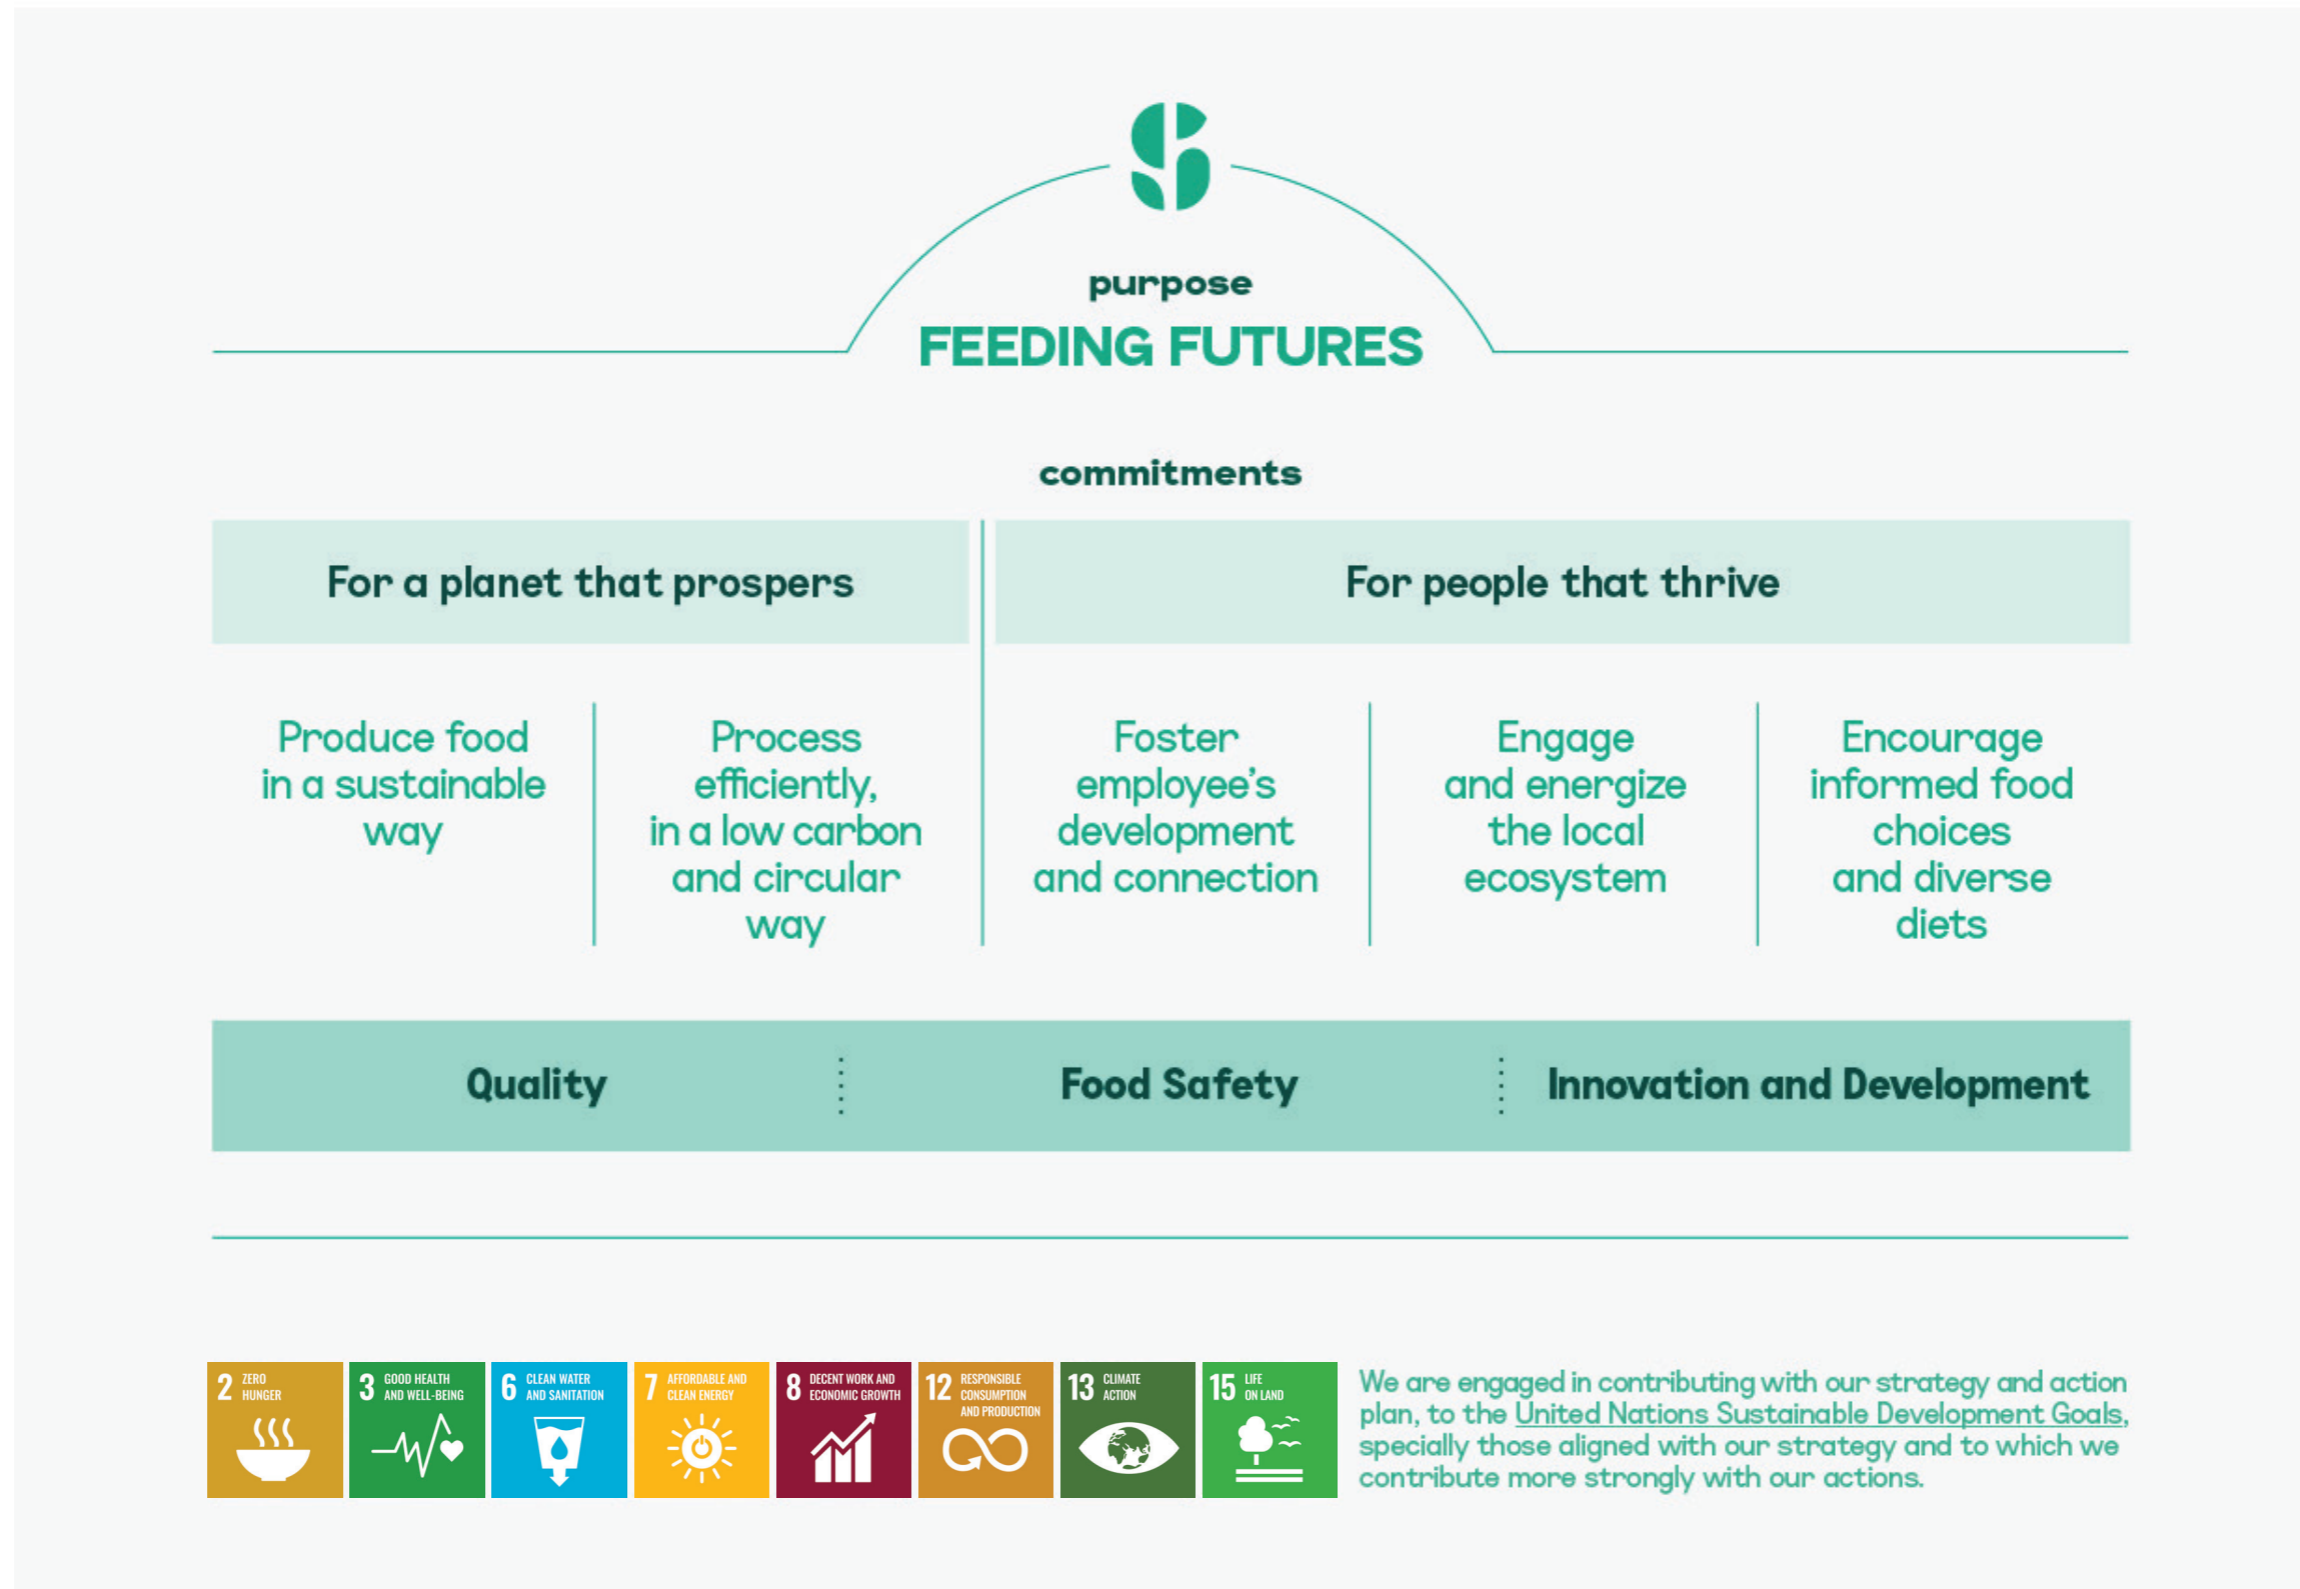 purpose
FEEDING FUTURES
commitments
For a planet that prospers
For people that thrive
Produce food
in a sustainable
way
Process
efficiently,
in a low carbon
and circular
way
Foster
employee's
development
and connection
Engage
and energize
the local
ecosystem
Encourage
informed food
choices
and diverse
diets
Quality
Food Safety
Innovation and Development
2 ZERO
HUNGER
3 GOOD HEALTH
AND WELL-BEING
6 CLEAN WATER
AND SANITATION
7 AFFORDABLE AND
CLEAN ENERGY
8 DECENT WORK AND
ECONOMIC GROWTH
12 RESPONSIBLE
CONSUMPTION
AND PRODUCTION
13 CLIMATE
ACTION
15 LIFE
ON LAND
We are engaged in contributing with our strategy and action
plan, to the United Nations Sustainable Development Goals,
specially those aligned with our strategy and to which we
contribute more strongly with our actions.